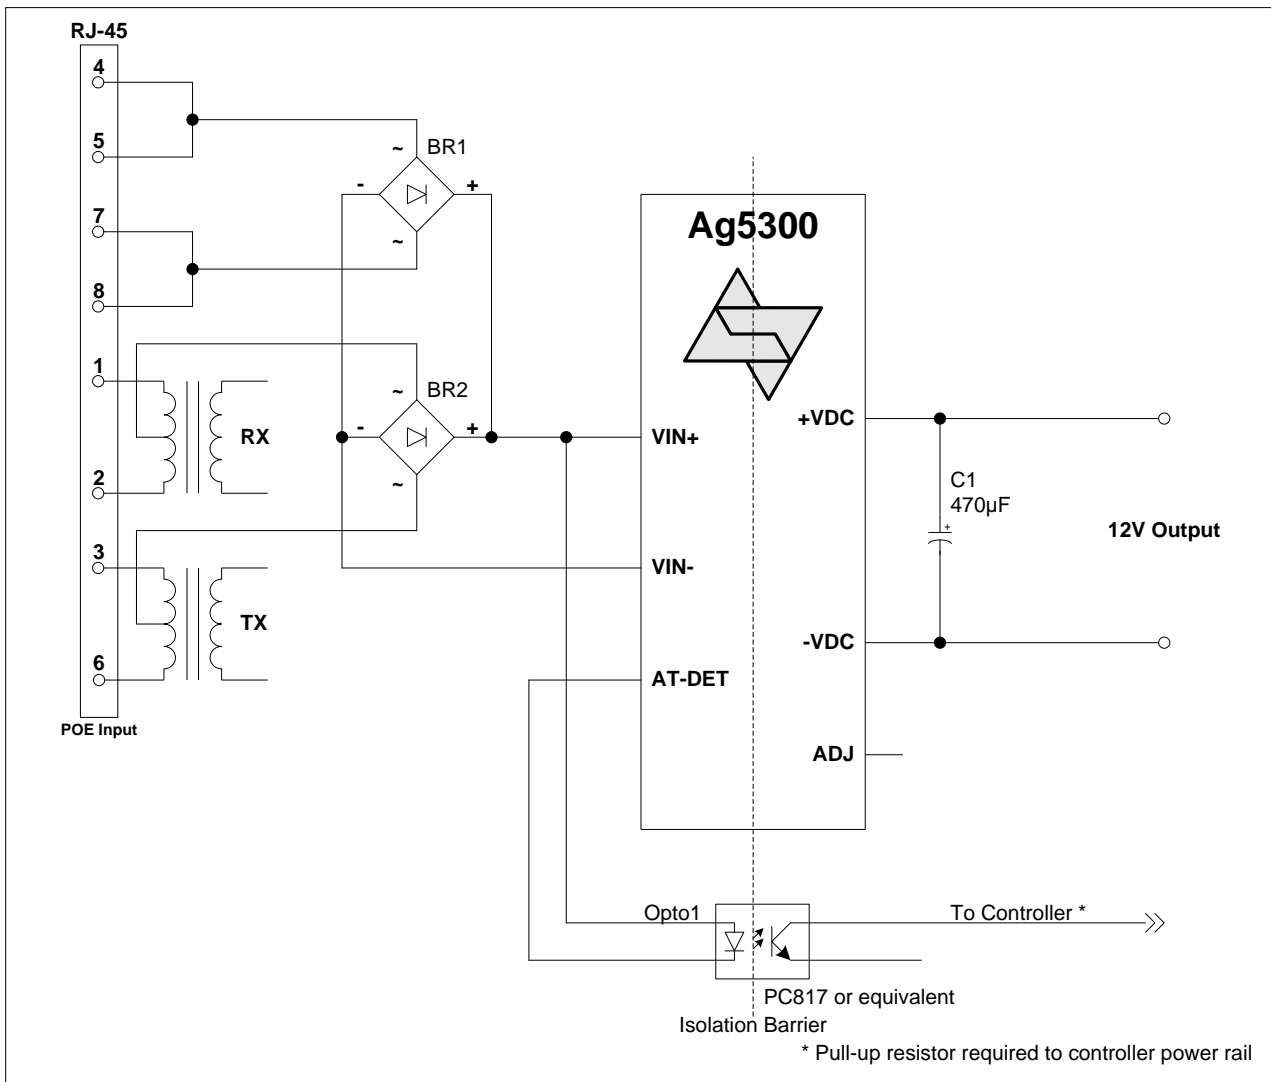 RJ-45
4
5
7
8
1
2
3
6
POE Input
~
BR1
-
+
~
~
BR2
-
+
~
RX
TX
Ag5300
VIN+
VIN-
AT-DET
+VDC
-VDC
ADJ
C1
470µF
+
12V Output
Opto1
To Controller *
PC817 or equivalent
Isolation Barrier
* Pull-up resistor required to controller power rail